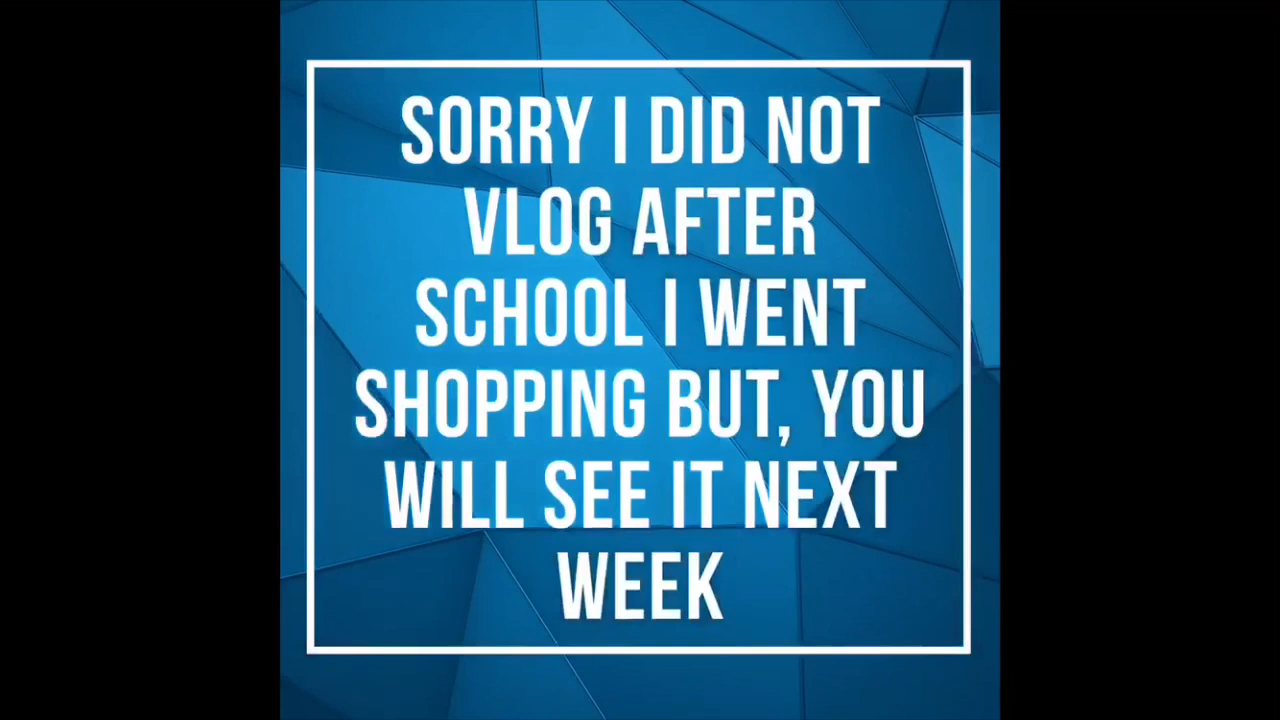 SORRY I DID NOT
VLOG AFTER
SCHOOL I WENT
SHOPPING BUT, YOU
WILL SEE IT NEXT
WEEK